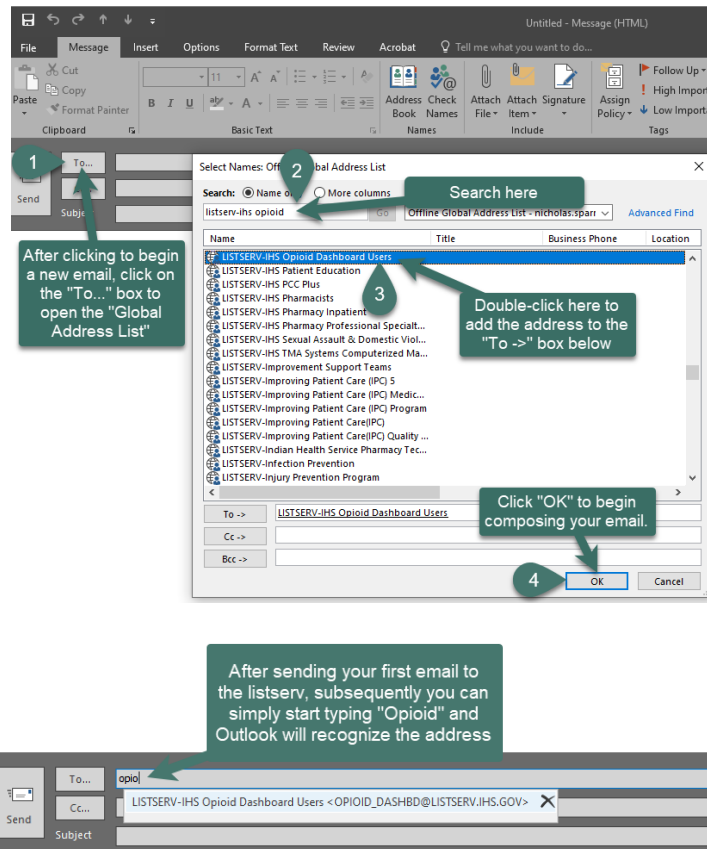 Untitled - Message (HTML)
File Message Insert Options Format Text Review Acrobat Tell me what you want to do...
Cut
Copy
Format Painter
Paste
11
B I U
Address Book
Check Names
Attach File
Attach Item
Signature
Assign Policy
Follow Up
High Import
Low Import
Clipboard Basic Text Names Include Tags
1
To...
Send
Subje
After clicking to begin
a new email, click on
the "To..." box to
open the "Global
Address List"
Select Names: Of bal Address List
2
Search: Name o More columns
Search here
listserv-ihs opioid Go Offline Global Address List - nicholas.sparr Advanced Find
Name Title Business Phone Location
LISTSERV-IHS Opioid Dashboard Users
LISTSERV-IHS Patient Education
LISTSERV-IHS PCC Plus
LISTSERV-IHS Pharmacists
LISTSERV-IHS Pharmacy Inpatient
LISTSERV-IHS Pharmacy Professional Specialt...
LISTSERV-IHS Sexual Assault & Domestic Viol...
LISTSERV-IHS TMA Systems Computerized Ma...
LISTSERV-Improvement Support Teams
LISTSERV-Improving Patient Care (IPC) 5
LISTSERV-Improving Patient Care (IPC) Medic...
LISTSERV-Improving Patient Care (IPC) Program
LISTSERV-Improving Patient Care(IPC)
LISTSERV-Improving Patient Care(IPC) Quality ...
LISTSERV-Indian Health Service Pharmacy Tec...
LISTSERV-Infection Prevention
LISTSERV-Injury Prevention Program
3
Double-click here to
add the address to the
"To ->" box below
Click "OK" to begin
composing your email.
To -> LISTSERV-IHS Opioid Dashboard Users
Cc ->
Bcc ->
4
OK Cancel
After sending your first email to
the listserv, subsequently you can
simply start typing "Opioid" and
Outlook will recognize the address
To... opio
LISTSERV-IHS Opioid Dashboard Users <OPIOID_DASHBD@LISTSERV.IHS.GOV>
Cc...
Send
Subject